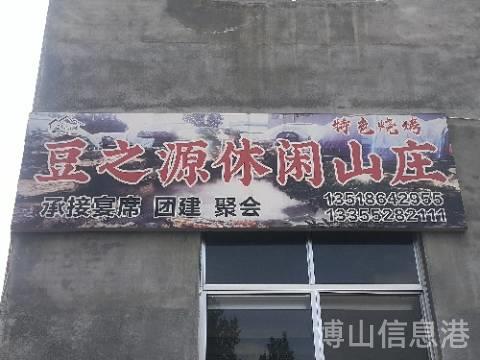 特色烧烤
豆之源休闲山庄
承接宴席 团建 聚会
13518642955
13355282111
博山信息港